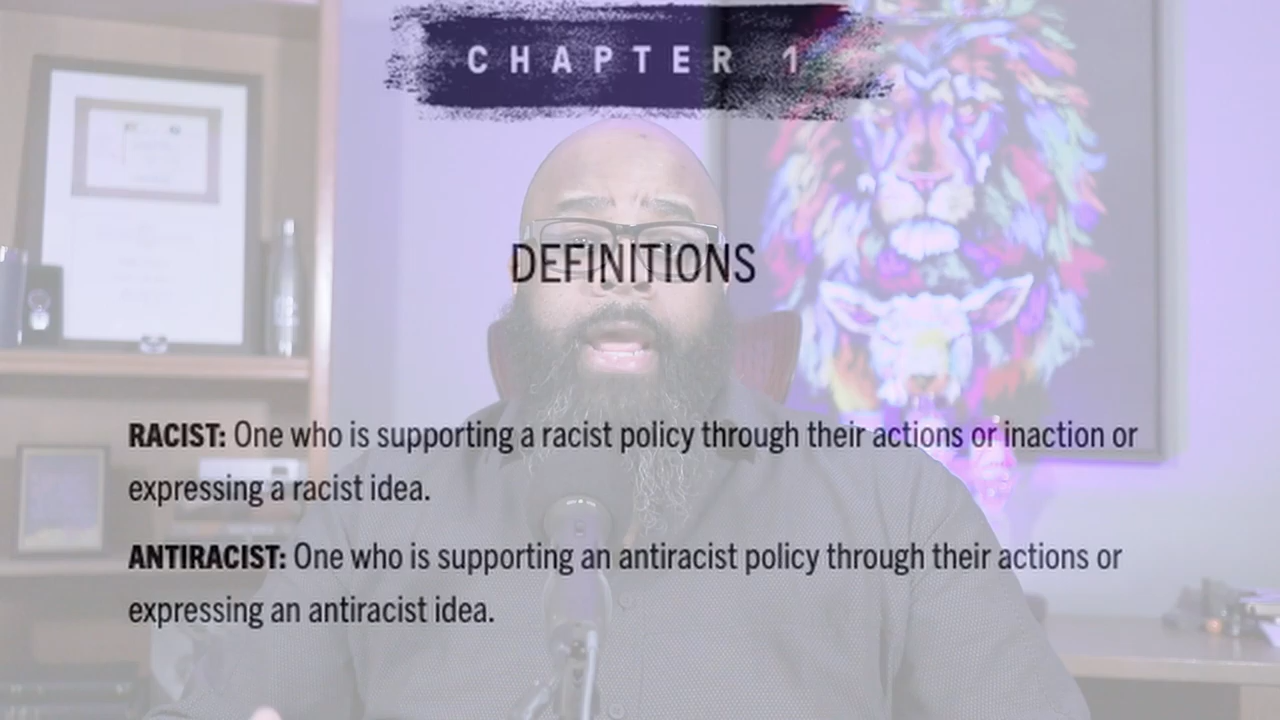 CHAPTER 1
DEFINITIONS
RACIST: One who is supporting a racist policy through their actions or inaction or
expressing a racist idea.
ANTIRACIST: One who is supporting an antiracist policy through their actions or
expressing an antiracist idea.